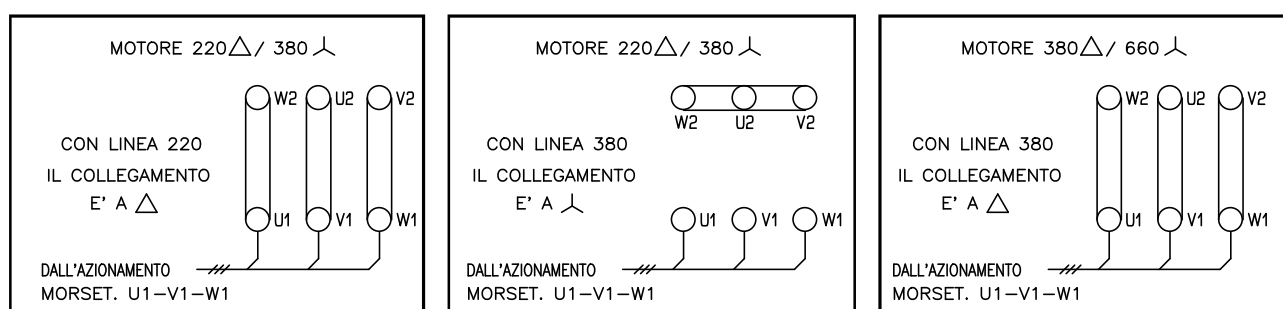 MOTORE 220△/ 380⅄
W2 U2 V2
CON LINEA 220
IL COLLEGAMENTO
E' A △
U1 V1 W1
DALL'AZIONAMENTO
MORSET. U1-V1-W1
MOTORE 220△/ 380⅄
W2 U2 V2
CON LINEA 380
IL COLLEGAMENTO
E' A ⅄
U1 V1 W1
DALL'AZIONAMENTO
MORSET. U1-V1-W1
MOTORE 380△/ 660⅄
W2 U2 V2
CON LINEA 380
IL COLLEGAMENTO
E' A △
U1 V1 W1
DALL'AZIONAMENTO
MORSET. U1-V1-W1